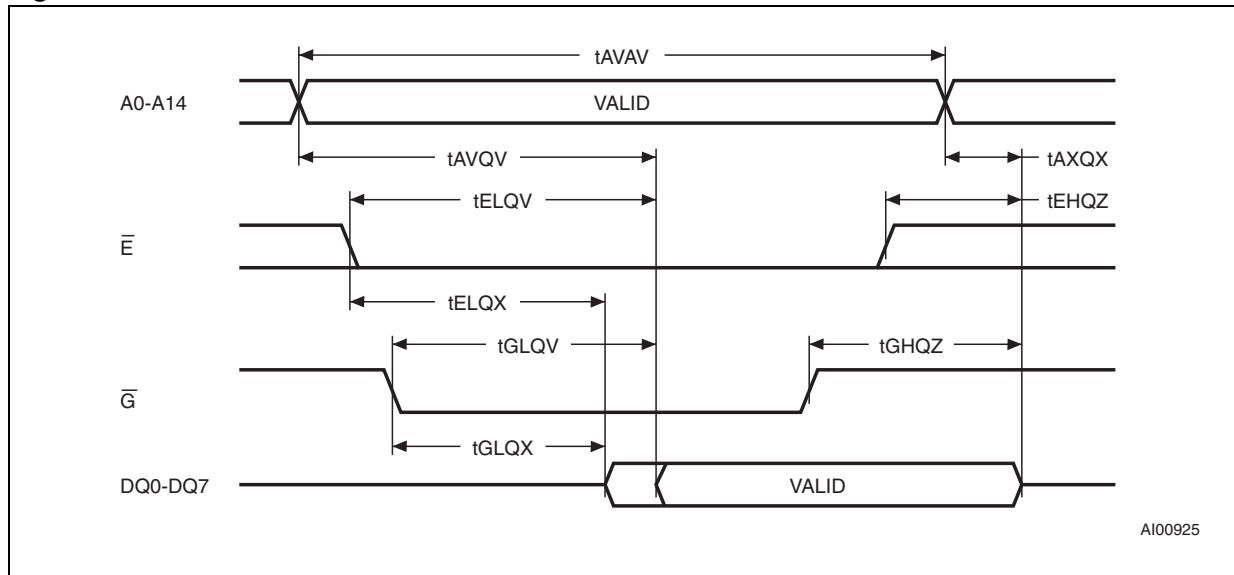 tAVAV
A0-A14
VALID
tAVQV
tAXQX
tELQV
tEHQZ
E̅
tELQX
tGLQV
tGHQZ
G̅
tGLQX
DQ0-DQ7
VALID
AI00925